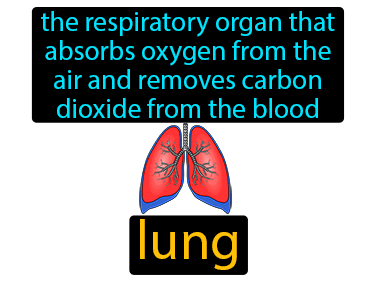 the respiratory organ that
absorbs oxygen from the
air and removes carbon
dioxide from the blood
lung